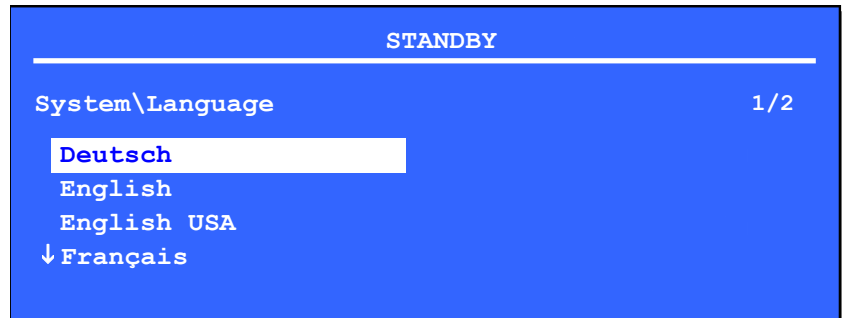 STANDBY
System\Language 1/2
Deutsch
English
English USA
↓Français